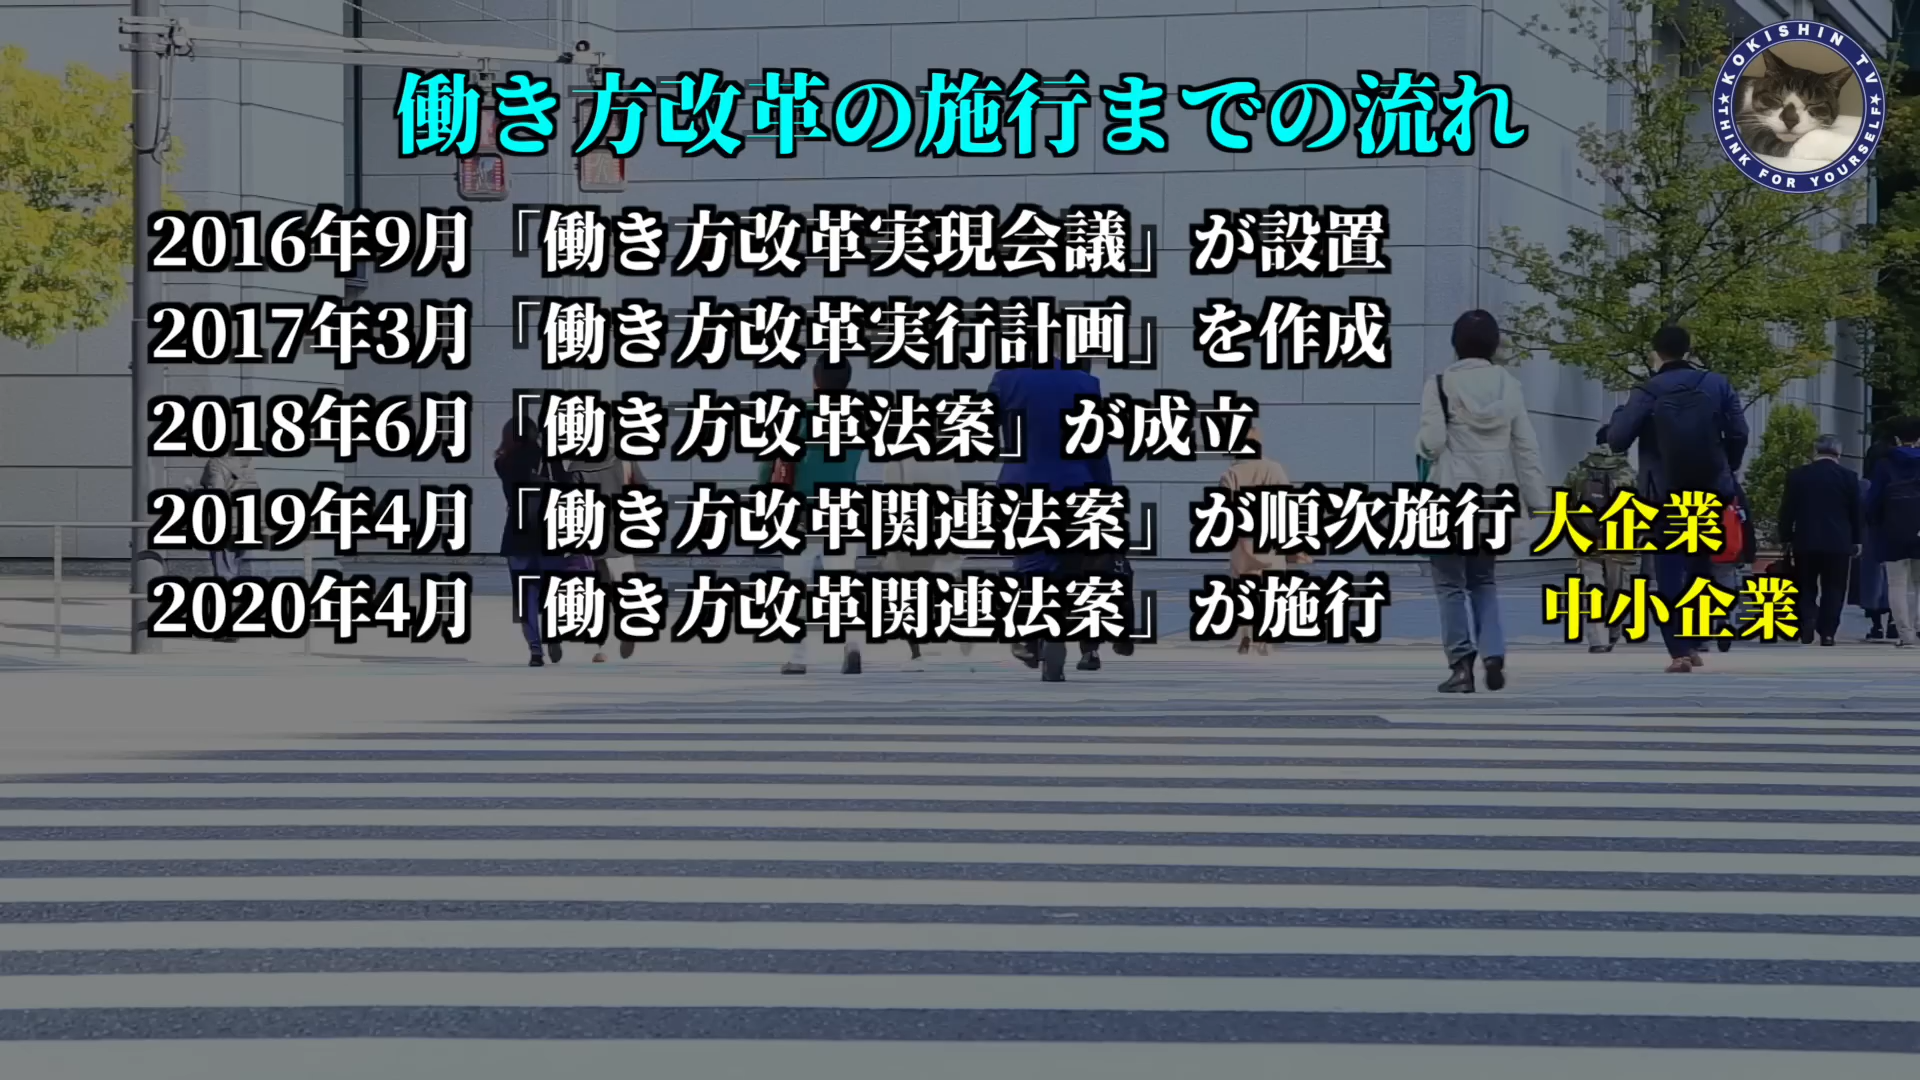 働き方改革の施行までの流れ
KOKISHIN TV
★THINK FOR YOURSELF★
2016年9月「働き方改革実現会議」が設置
2017年3月「働き方改革実行計画」を作成
2018年6月「働き方改革法案」が成立
2019年4月「働き方改革関連法案」が順次施行 大企業
2020年4月「働き方改革関連法案」が施行 中小企業